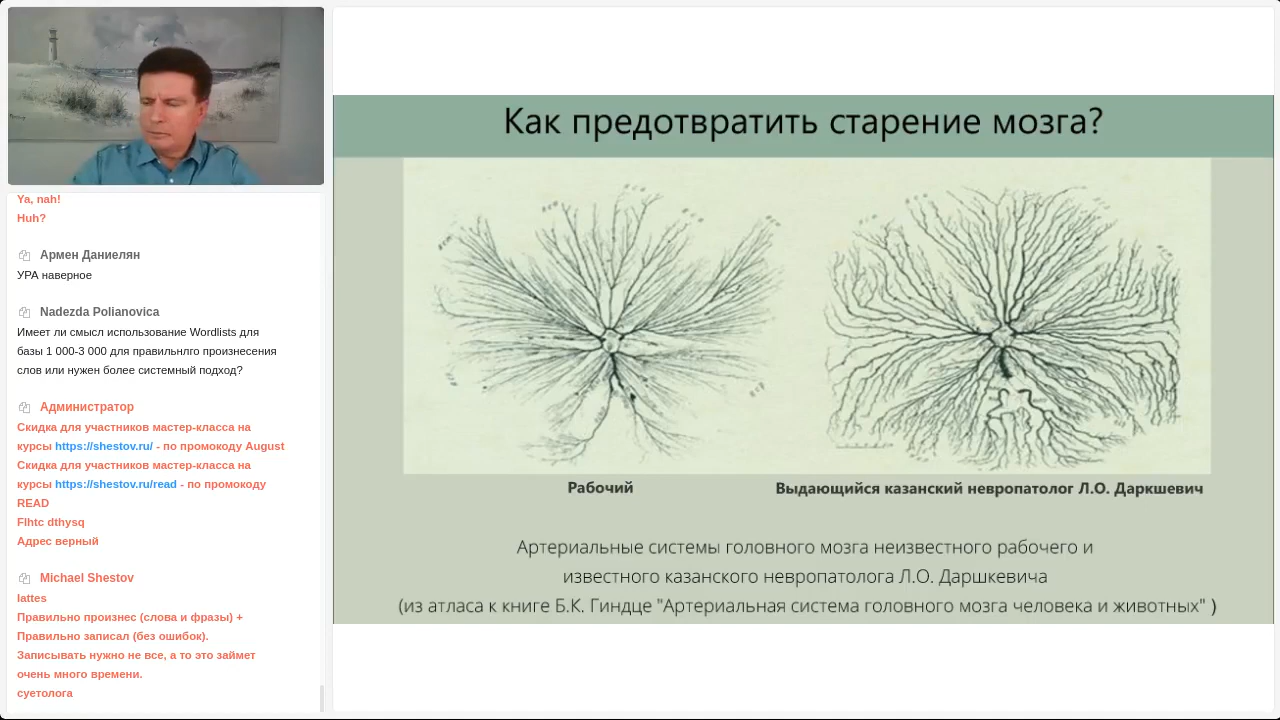 Ya, nah!
Huh?
Армен Даниелян
УРА наверное
Nadezda Polianovica
Имеет ли смысл использование Wordlists для
базы 1 000-3 000 для правильнлго произнесения
слов или нужен более системный подход?
Администратор
Скидка для участников мастер-класса на
курсы https://shestov.ru/ - по промокоду August
Скидка для участников мастер-класса на
курсы https://shestov.ru/read - по промокоду
READ
Flhtc dthysq
Адрес верный
Michael Shestov
lattes
Правильно произнес (слова и фразы) +
Правильно записал (без ошибок).
Записывать нужно не все, а то это займет
очень много времени.
суетолога
Как предотвратить старение мозга?
Рабочий
Выдающийся казанский невропатолог Л.О. Даркшевич
Артериальные системы головного мозга неизвестного рабочего и
известного казанского невропатолога Л.О. Даршкевича
(из атласа к книге Б.К. Гиндце "Артериальная система головного мозга человека и животных" )